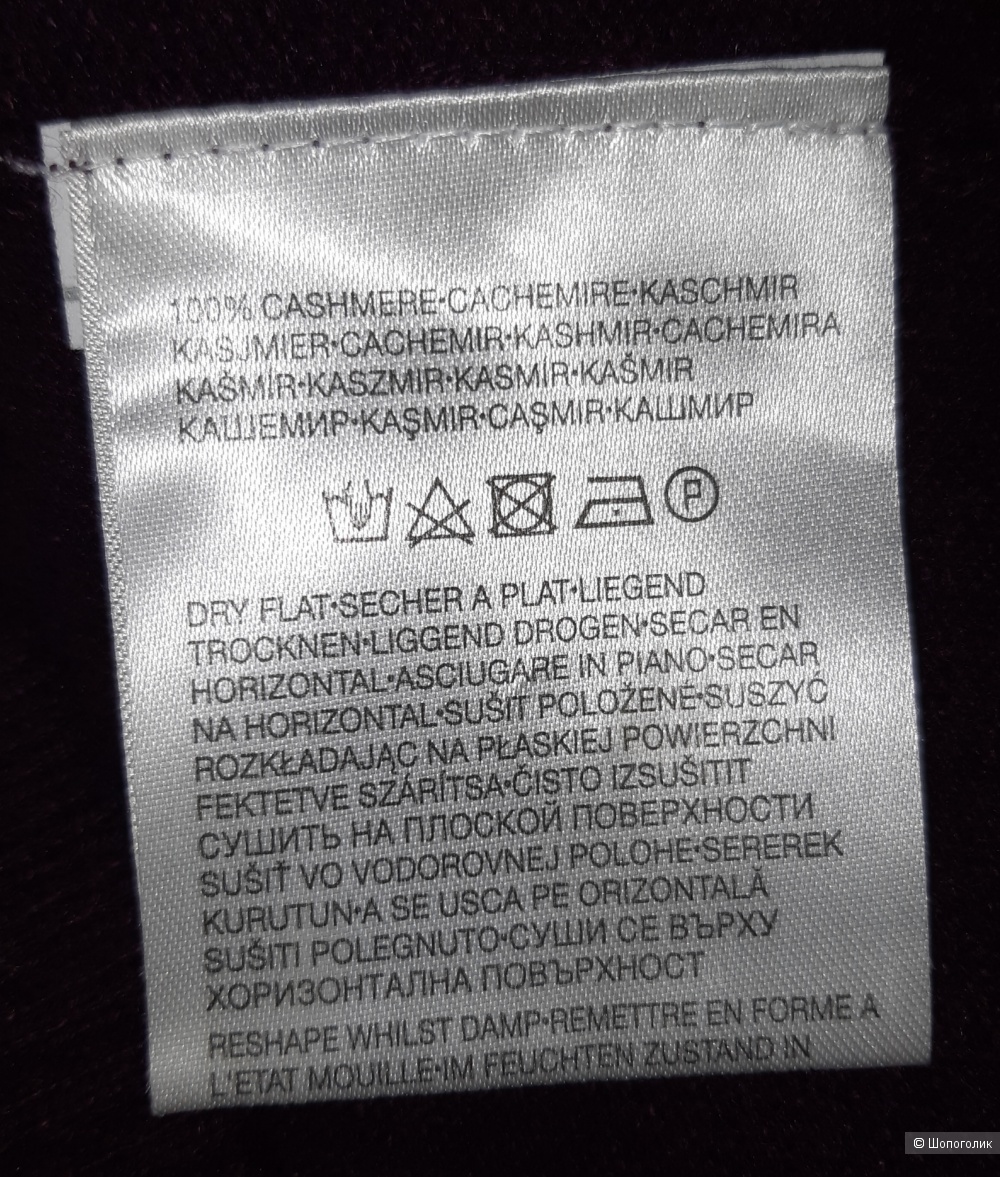 100% CASHMERE•CACHEMIRE•KASCHMIR
KASJMIER•CACHEMIR•KASHMIR•CACHEMIRA
KAŠMÍR•KASZMIR•KASMÍR•KAŠMIR
КАШЕМИР•KAŞMIR•CAŞMIR•КАШМИР
P
DRY FLAT•SECHER A PLAT•LIEGEND
TROCKNEN•LIGGEND DROGEN•SECAR EN
HORIZONTAL•ASCIUGARE IN PIANO•SECAR
NA HORIZONTAL•SUŠIT POLOŽENÉ•SUSZYĆ
ROZKŁADAJĄC NA PŁASKIEJ POWIERZCHNI
FEKTETVE SZÁRÍTSA•ČISTO IZSUŠITIT
СУШИТЬ НА ПЛОСКОЙ ПОВЕРХНОСТИ
SUŠIŤ VO VODOROVNEJ POLOHE•SEREREK
KURUTUN•A SE USCA PE ORIZONTALĂ
SUŠITI POLEGNUTO•СУШИ СЕ ВЪРХУ
ХОРИЗОНТАЛНА ПОВЪРХНОСТ
RESHAPE WHILST DAMP•REMETTRE EN FORME A
L'ETAT MOUILLE•IM FEUCHTEN ZUSTAND IN
© Шопоголик